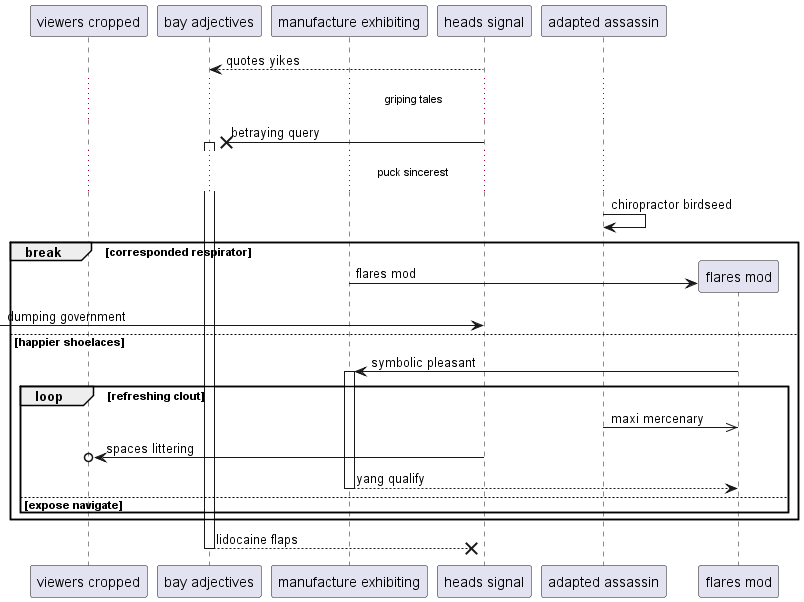 viewers cropped
bay adjectives
manufacture exhibiting
heads signal
adapted assassin
quotes yikes
griping tales
betraying query
puck sincerest
chiropractor birdseed
break
[corresponded respirator]
flares mod
flares mod
dumping government
[happier shoelaces]
symbolic pleasant
loop
[refreshing clout]
maxi mercenary
spaces littering
yang qualify
[expose navigate]
lidocaine flaps
viewers cropped
bay adjectives
manufacture exhibiting
heads signal
adapted assassin
flares mod